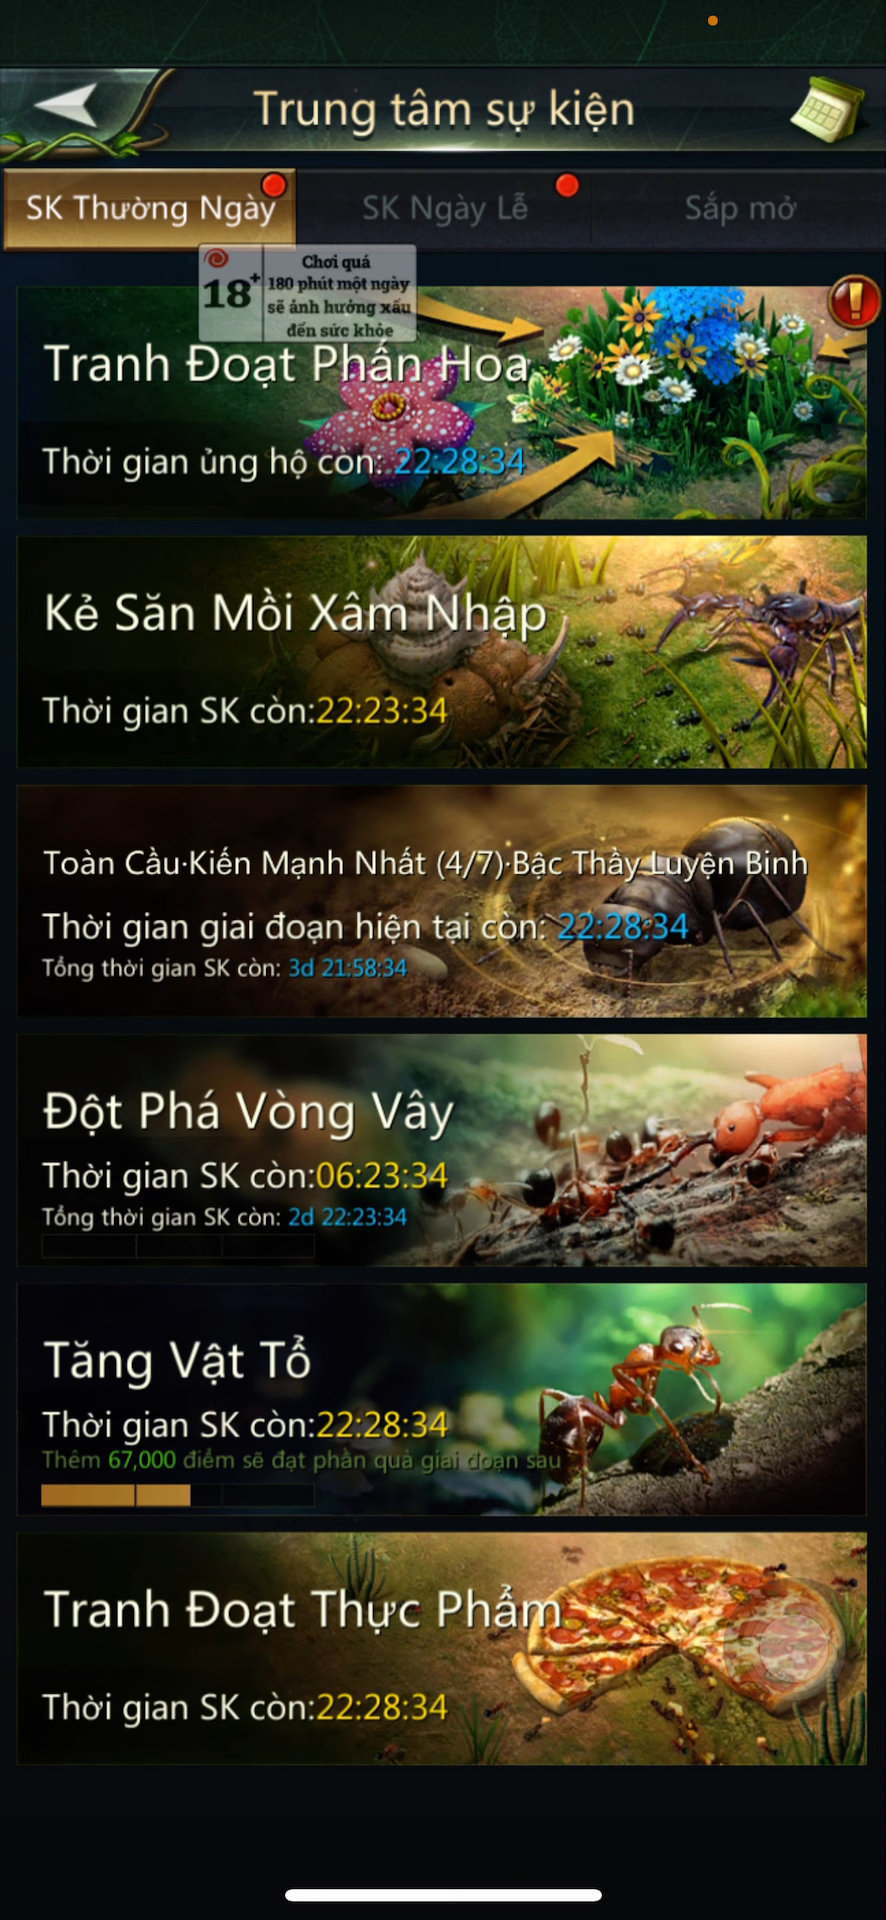 Trung tâm sự kiện
SK Thường Ngày
SK Ngày Lễ
Sắp mở
18+
Chơi quá
180 phút một ngày
sẽ ảnh hưởng xấu
đến sức khỏe
Tranh Đoạt Phấn Hoa
Thời gian ủng hộ còn: 22:28:34
Kẻ Săn Mồi Xâm Nhập
Thời gian SK còn:22:23:34
Toàn Cầu·Kiến Mạnh Nhất (4/7)·Bậc Thầy Luyện Binh
Thời gian giai đoạn hiện tại còn: 22:28:34
Tổng thời gian SK còn: 3d 21:58:34
Đột Phá Vòng Vây
Thời gian SK còn:06:23:34
Tổng thời gian SK còn: 2d 22:23:34
Tăng Vật Tổ
Thời gian SK còn:22:28:34
Thêm 67,000 điểm sẽ đạt phần quà giai đoạn sau
Tranh Đoạt Thực Phẩm
Thời gian SK còn:22:28:34